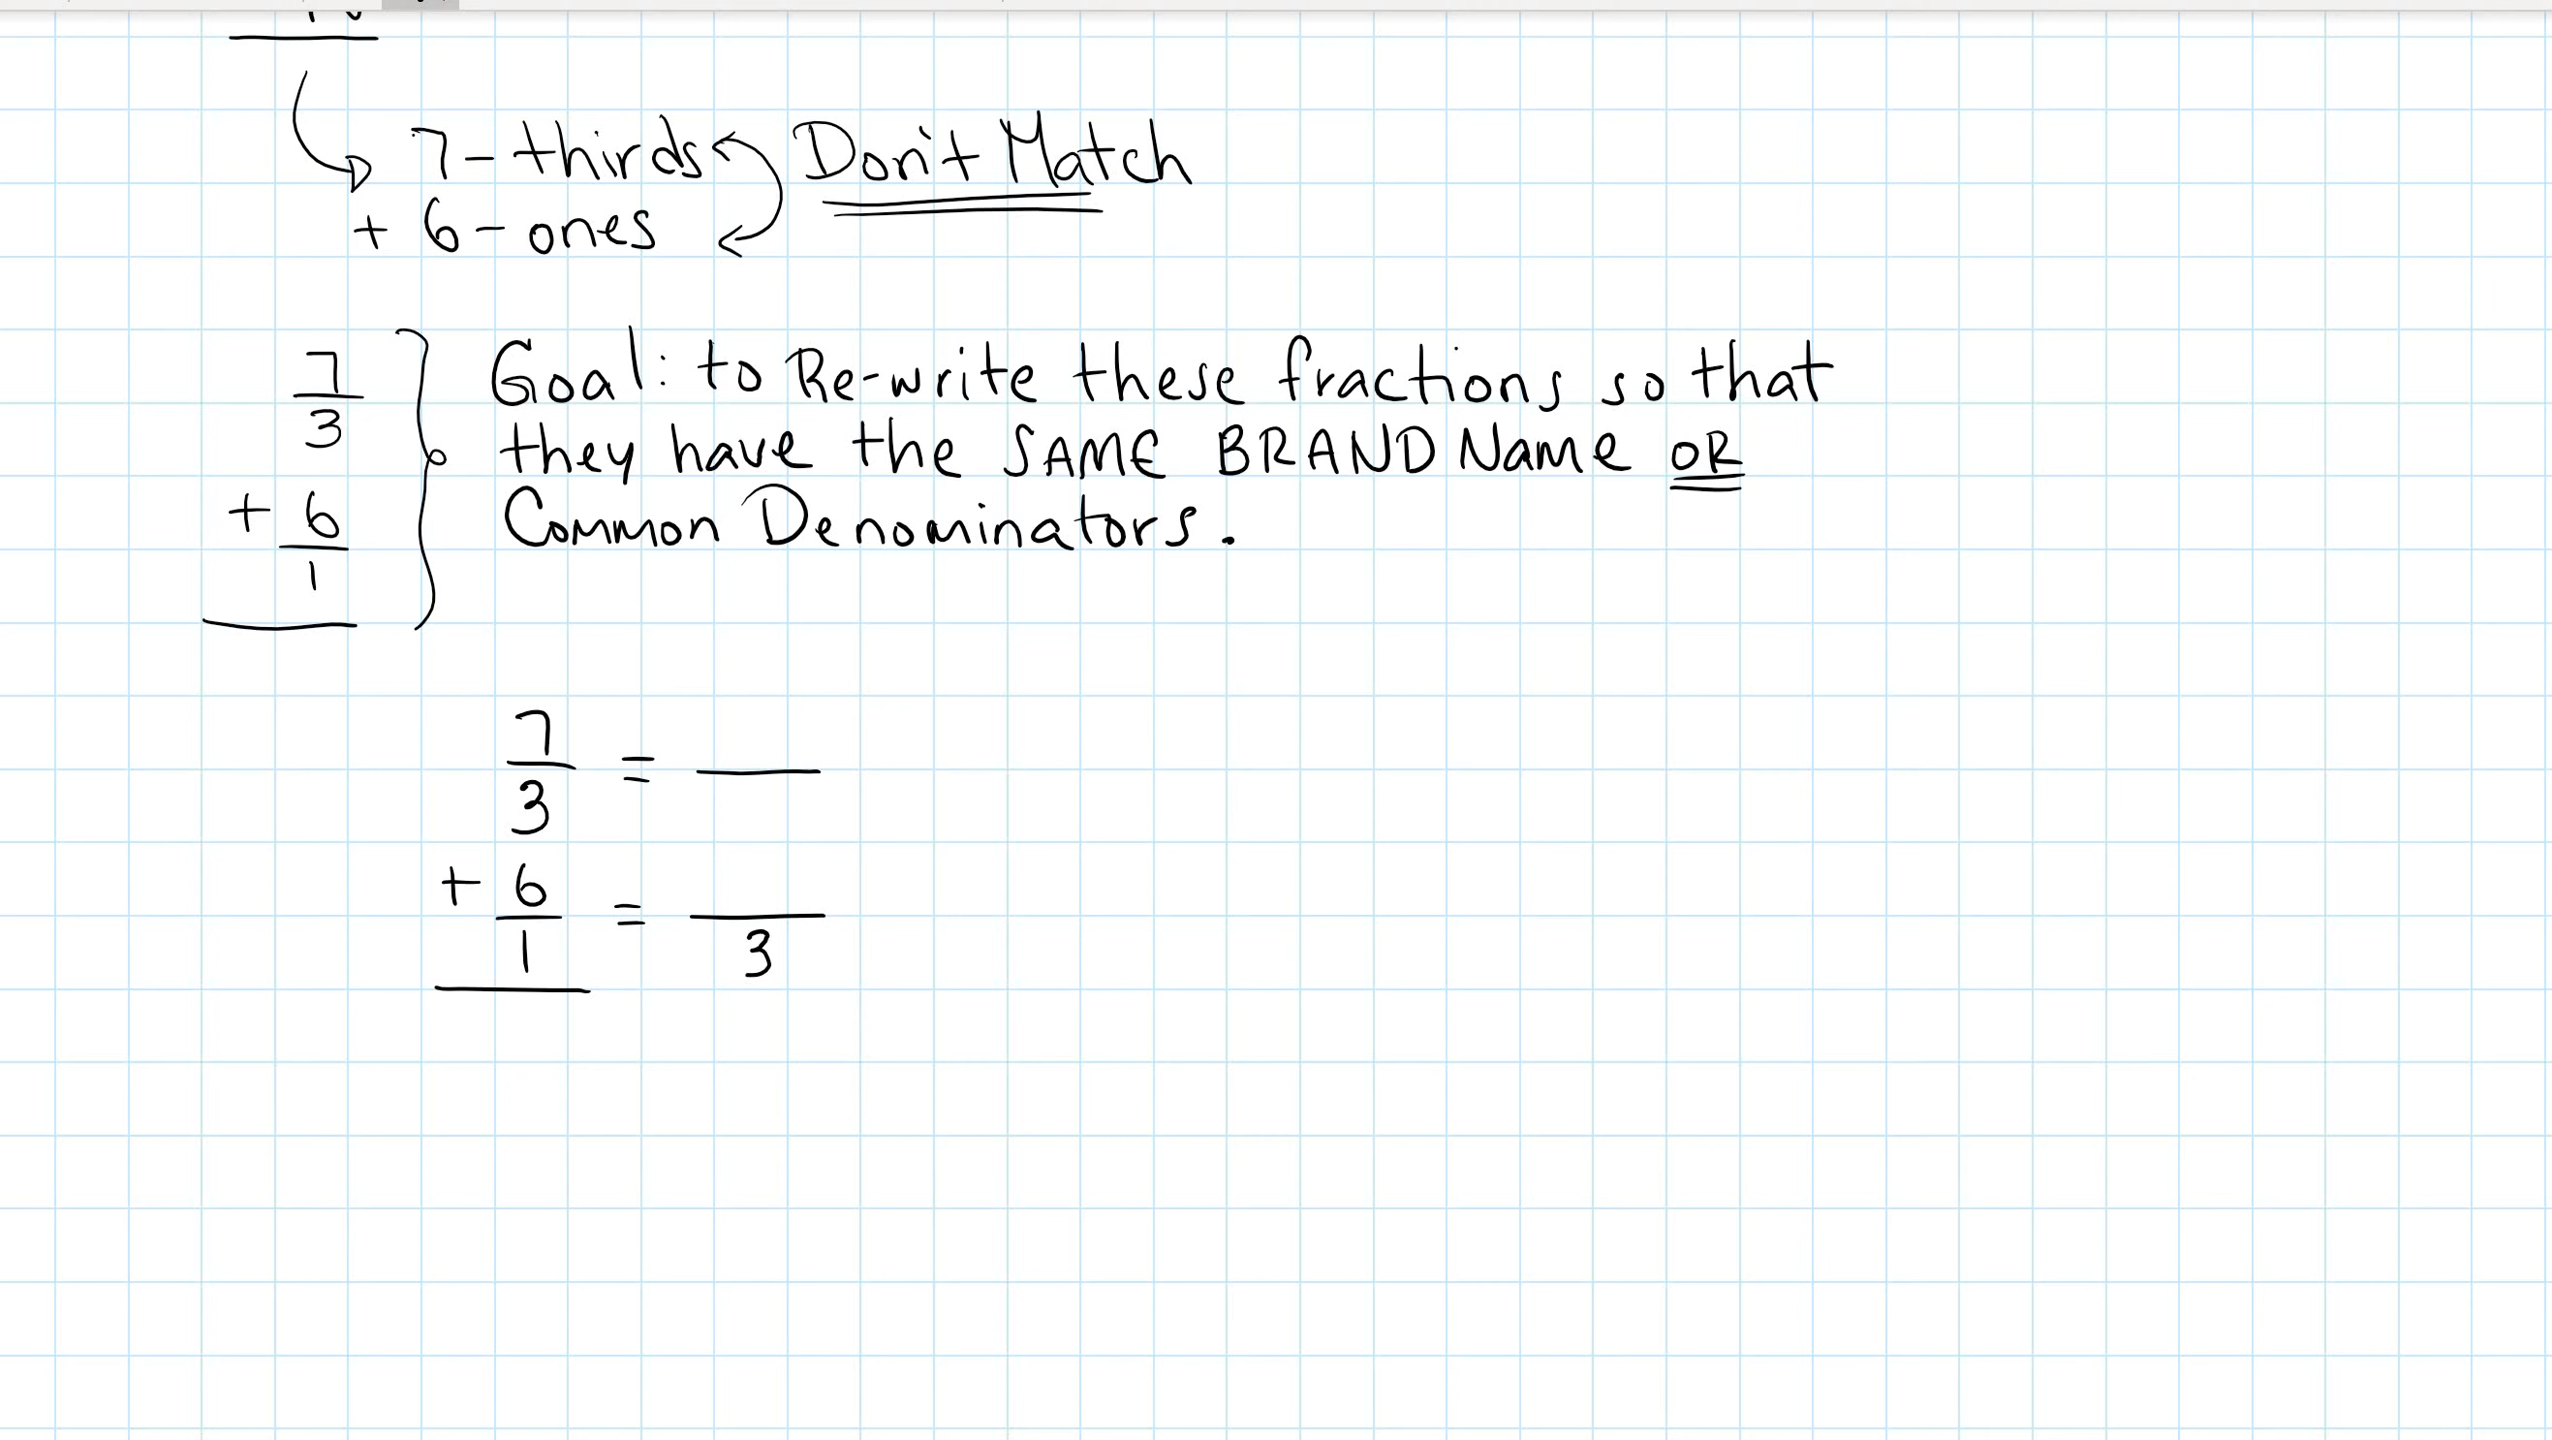 7 - thirds Don't Match
+ 6 - ones
7
3
+ 6
1
Goal: to Re-write these fractions so that
they have the SAME BRAND Name OR
Common Denominators.
7
3
=
+ 6
1
=
3